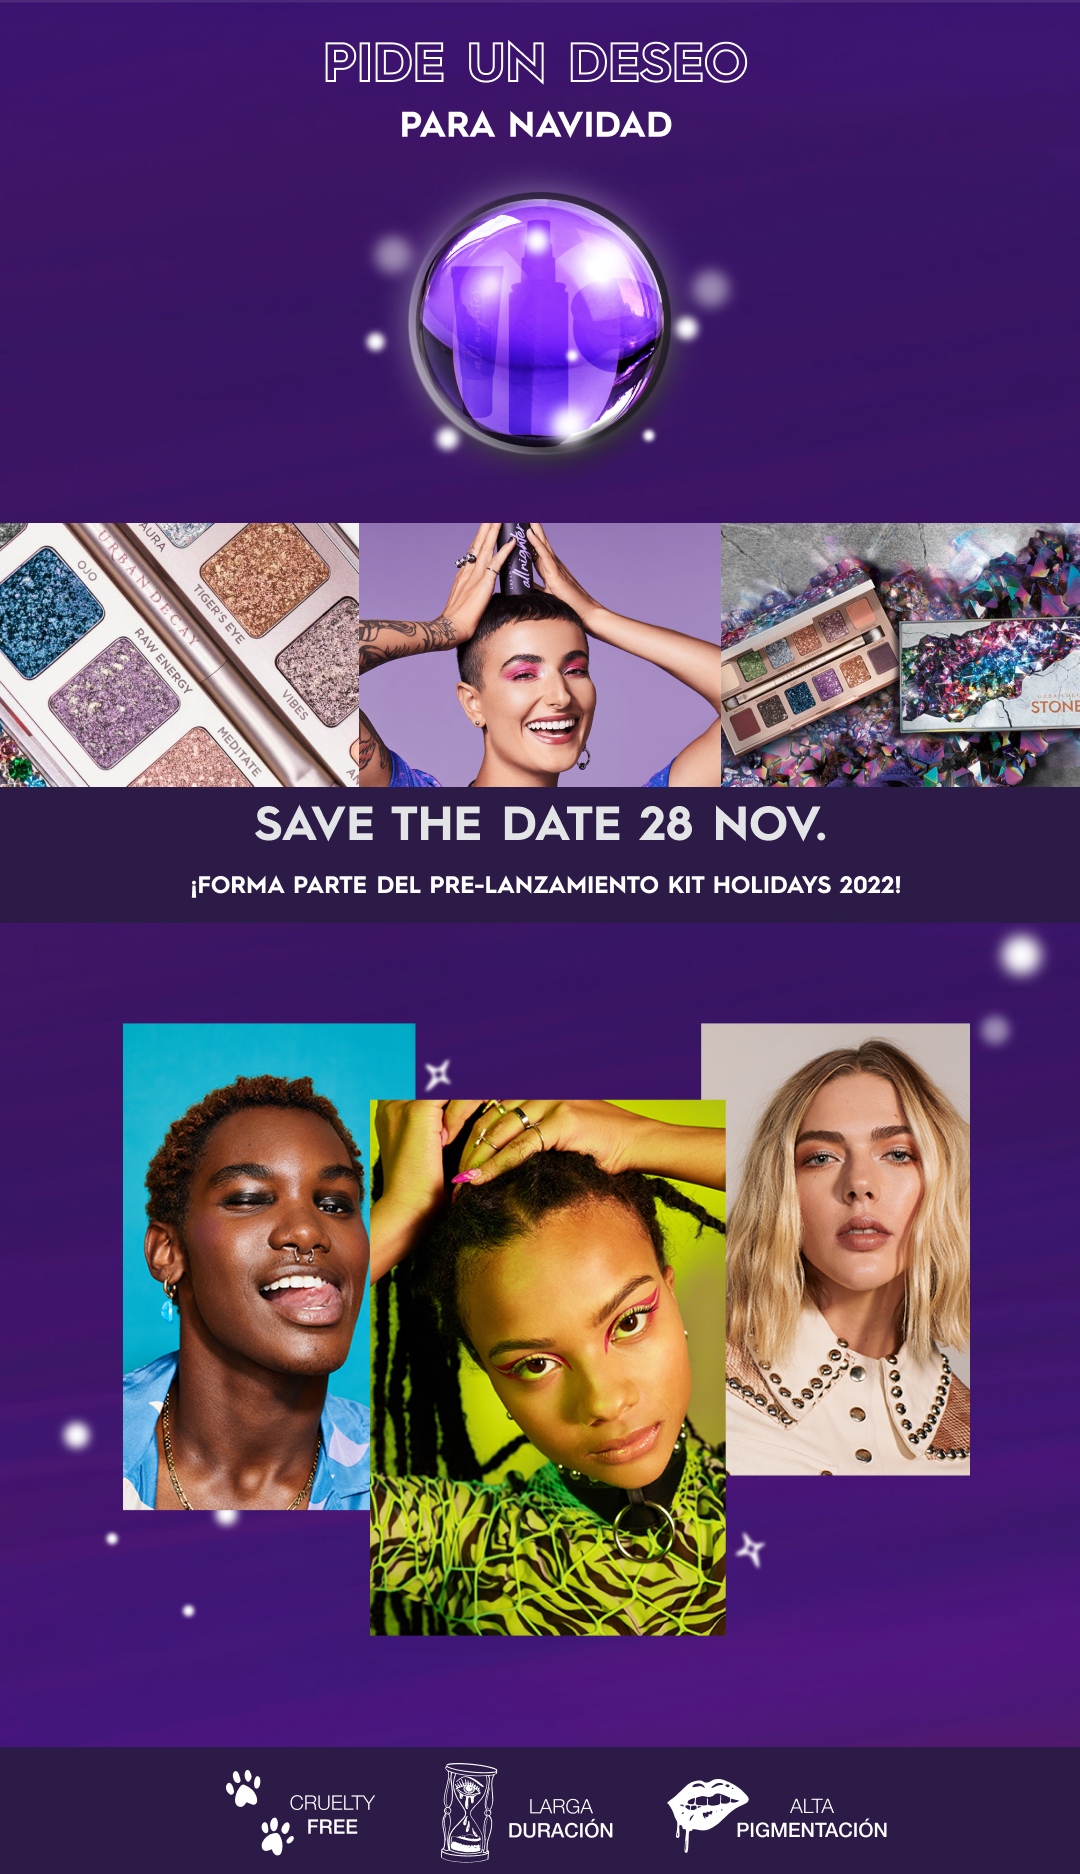 PIDE UN DESEO
PARA NAVIDAD
AURA
OJO
URBAN DECAY
TIGER'S EYE
RAW ENERGY
VIBES
MEDITATE
allnighter
STONE
SAVE THE DATE 28 NOV.
¡FORMA PARTE DEL PRE-LANZAMIENTO KIT HOLIDAYS 2022!
CRUELTY
FREE
LARGA
DURACIÓN
ALTA
PIGMENTACIÓN